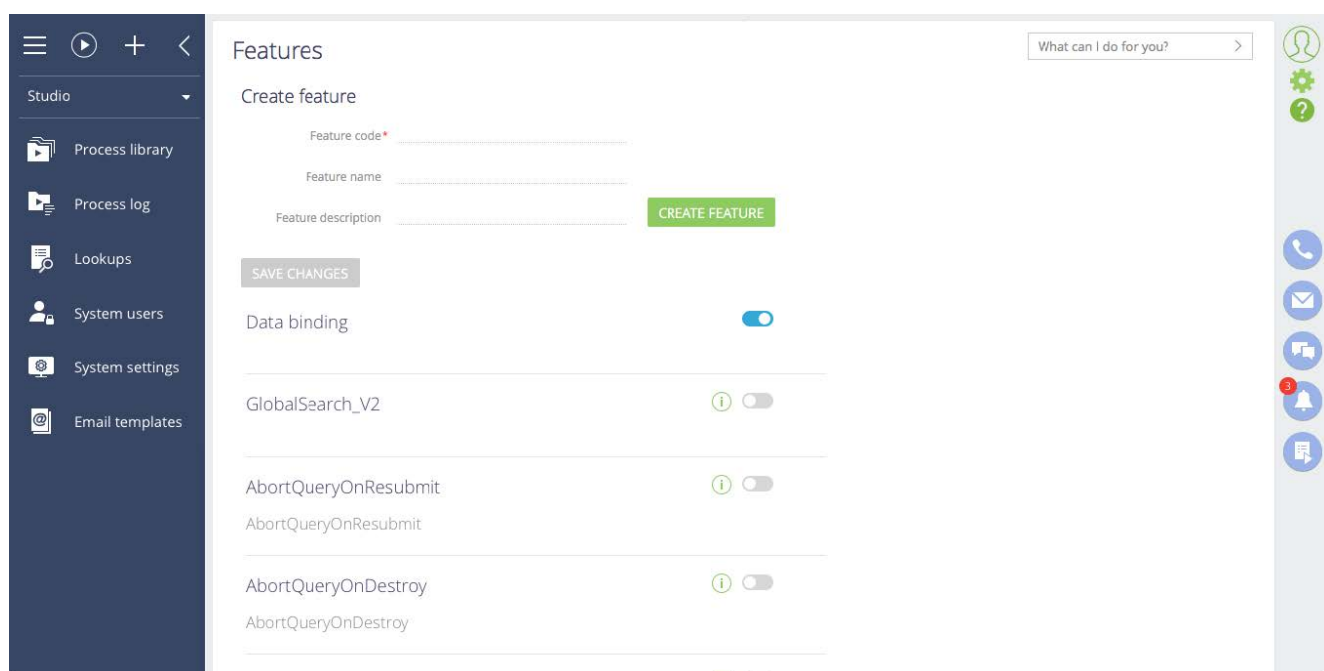 Features
What can I do for you?
Studio
Create feature
Feature code*
Process library
Feature name
Process log
Feature description
CREATE FEATURE
Lookups
SAVE CHANGES
System users
Data binding
System settings
GlobalSearch_V2
3
Email templates
AbortQueryOnResubmit
AbortQueryOnResubmit
AbortQueryOnDestroy
AbortQueryOnDestroy